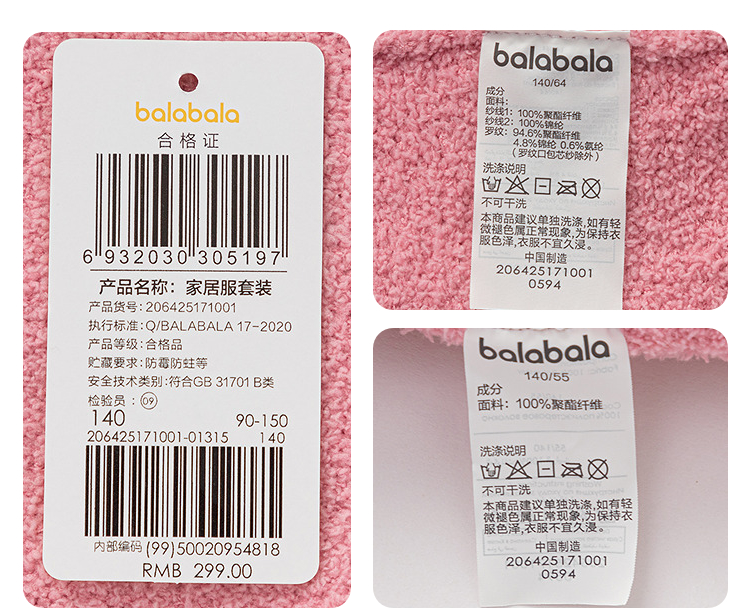 balabala
合格证
6 932030 305197
产品名称：家居服套装
产品货号：206425171001
执行标准：Q/BALABALA 17-2020
产品等级：合格品
贮藏要求：防霉防蛀等
安全技术类别：符合GB 31701 B类
检验员：09
140 90-150
206425171001-01315 140
内部编码 (99)50020954818
RMB 299.00
balabala
140/64
成分
面料：
纱线1：100%聚酯纤维
纱线2：100%锦纶
罗纹：94.6%聚酯纤维
4.8%锦纶 0.6%氨纶
（罗纹口包芯纱除外）
洗涤说明
不可干洗
本商品建议单独洗涤,如有轻
微褪色属正常现象,为保持衣
服色泽,衣服不宜久浸。
中国制造
206425171001
0594
balabala
140/55
成分
面料：100%聚酯纤维
洗涤说明
不可干洗
本商品建议单独洗涤,如有轻
微褪色属正常现象,为保持衣
服色泽,衣服不宜久浸。
中国制造
206425171001
0594